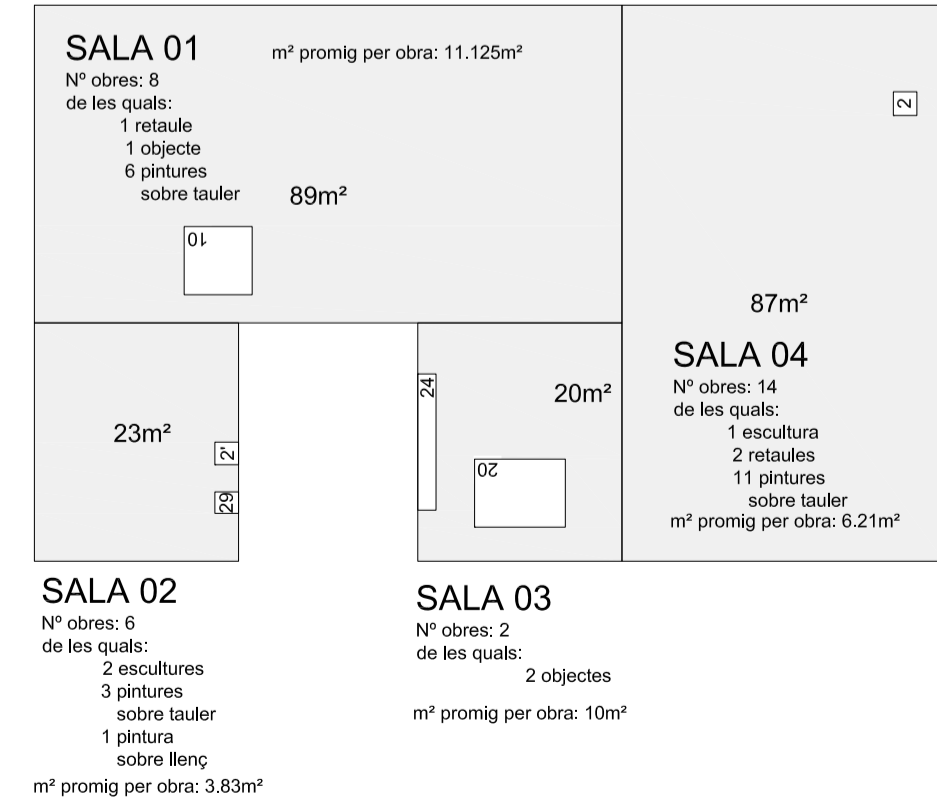 SALA 01
m² promig per obra: 11.125m²
Nº obres: 8
de les quals:
1 retaule
1 objecte
6 pintures
sobre tauler
89m²
10
2
87m²
SALA 04
Nº obres: 14
de les quals:
1 escultura
2 retaules
11 pintures
sobre tauler
m² promig per obra: 6.21m²
23m²
2'
29
24
20m²
20
SALA 02
Nº obres: 6
de les quals:
2 escultures
3 pintures
sobre tauler
1 pintura
sobre llenç
m² promig per obra: 3.83m²
SALA 03
Nº obres: 2
de les quals:
2 objectes
m² promig per obra: 10m²